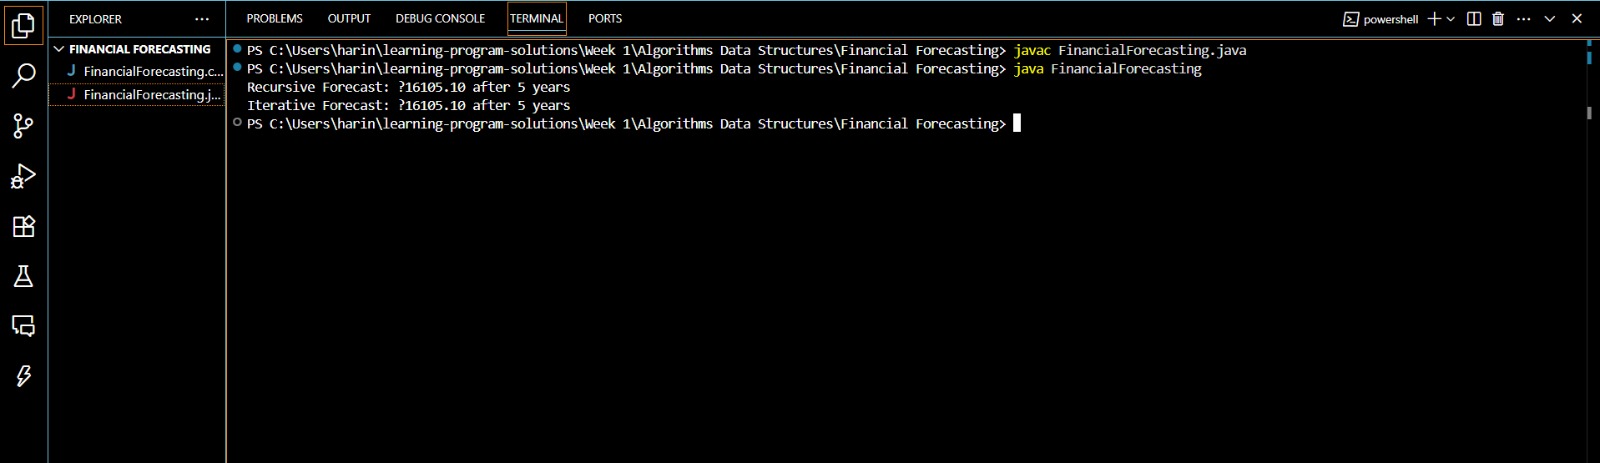 EXPLORER ··· PROBLEMS OUTPUT DEBUG CONSOLE TERMINAL PORTS powershell ···
FINANCIAL FORECASTING
J FinancialForecasting.c...
J FinancialForecasting.j...
PS C:\Users\harin\learning-program-solutions\Week 1\Algorithms Data Structures\Financial Forecasting> javac FinancialForecasting.java
PS C:\Users\harin\learning-program-solutions\Week 1\Algorithms Data Structures\Financial Forecasting> java FinancialForecasting
Recursive Forecast: ?16105.10 after 5 years
Iterative Forecast: ?16105.10 after 5 years
PS C:\Users\harin\learning-program-solutions\Week 1\Algorithms Data Structures\Financial Forecasting>